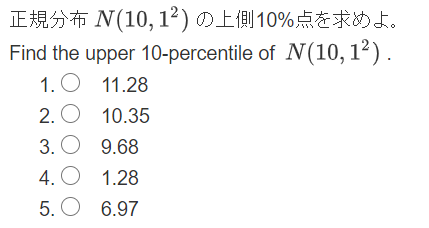 正規分布 N(10, 1²) の上側10%点を求めよ。
Find the upper 10-percentile of N(10, 1²) .
1. 11.28
2. 10.35
3. 9.68
4. 1.28
5. 6.97